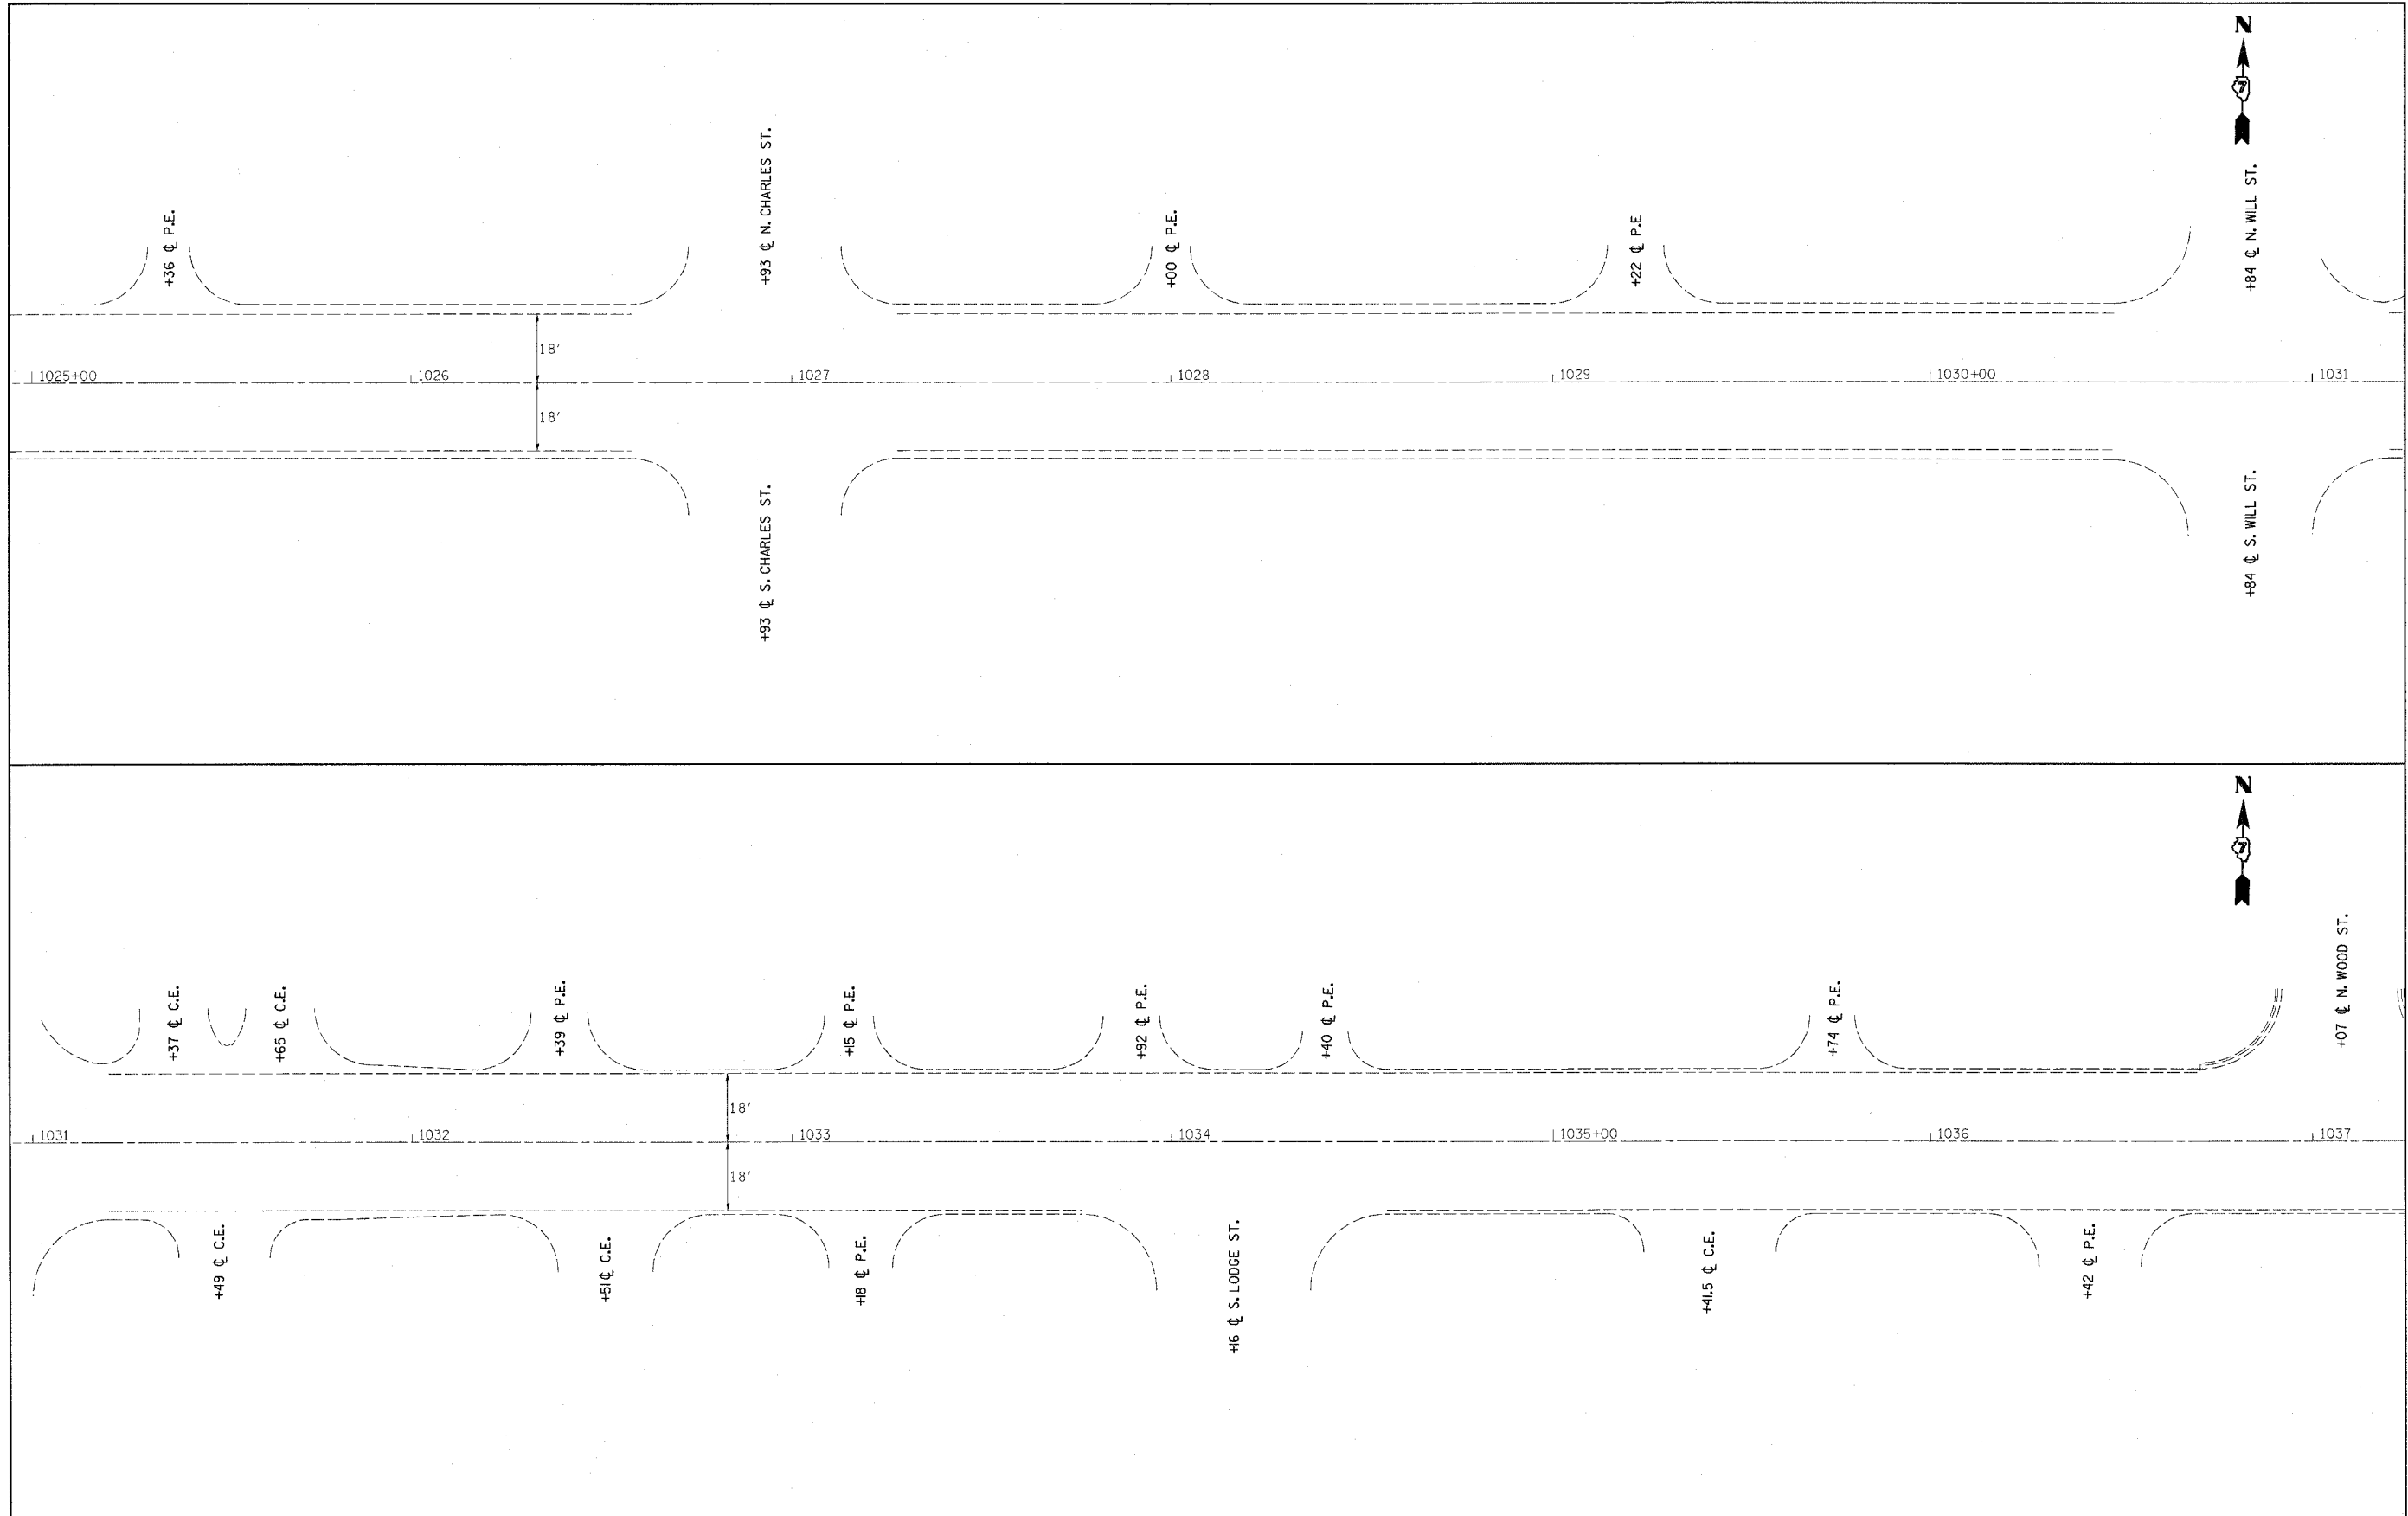 N
7
+36 ℄ P.E.
+93 ℄ N. CHARLES ST.
+00 ℄ P.E.
+22 ℄ P.E
+84 ℄ N. WILL ST.
18'
1025+00
1026
1027
1028
1029
1030+00
1031
18'
+93 ℄ S. CHARLES ST.
+84 ℄ S. WILL ST.
N
7
+37 ℄ C.E.
+65 ℄ C.E.
+39 ℄ P.E.
+15 ℄ P.E.
+92 ℄ P.E.
+40 ℄ P.E.
+74 ℄ P.E.
+07 ℄ N. WOOD ST.
18'
1031
1032
1033
1034
1035+00
1036
1037
18'
+49 ℄ C.E.
+51 ℄ C.E.
+18 ℄ P.E.
+16 ℄ S. LODGE ST.
+41.5 ℄ C.E.
+42 ℄ P.E.